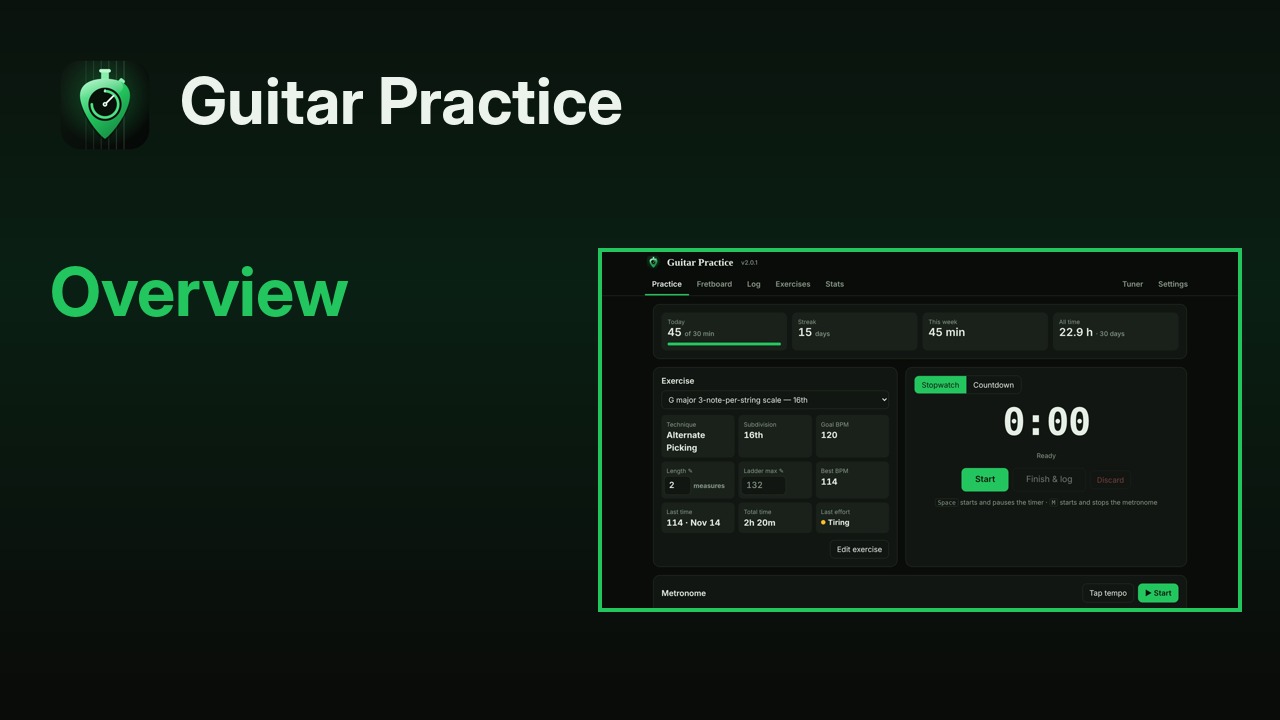 Guitar Practice
Overview
Guitar Practice v2.0.1
Practice Fretboard Log Exercises Stats Tuner Settings
Today
45 of 30 min
Streak
15 days
This week
45 min
All time
22.9 h · 30 days
Exercise
G major 3-note-per-string scale — 16th
Technique
Alternate
Picking
Subdivision
16th
Goal BPM
120
Length ✎
2 measures
Ladder max ✎
132
Best BPM
114
Last time
114 · Nov 14
Total time
2h 20m
Last effort
Tiring
Edit exercise
Stopwatch Countdown
0:00
Ready
Start Finish & log Discard
Space starts and pauses the timer · M starts and stops the metronome
Metronome
Tap tempo ▶ Start